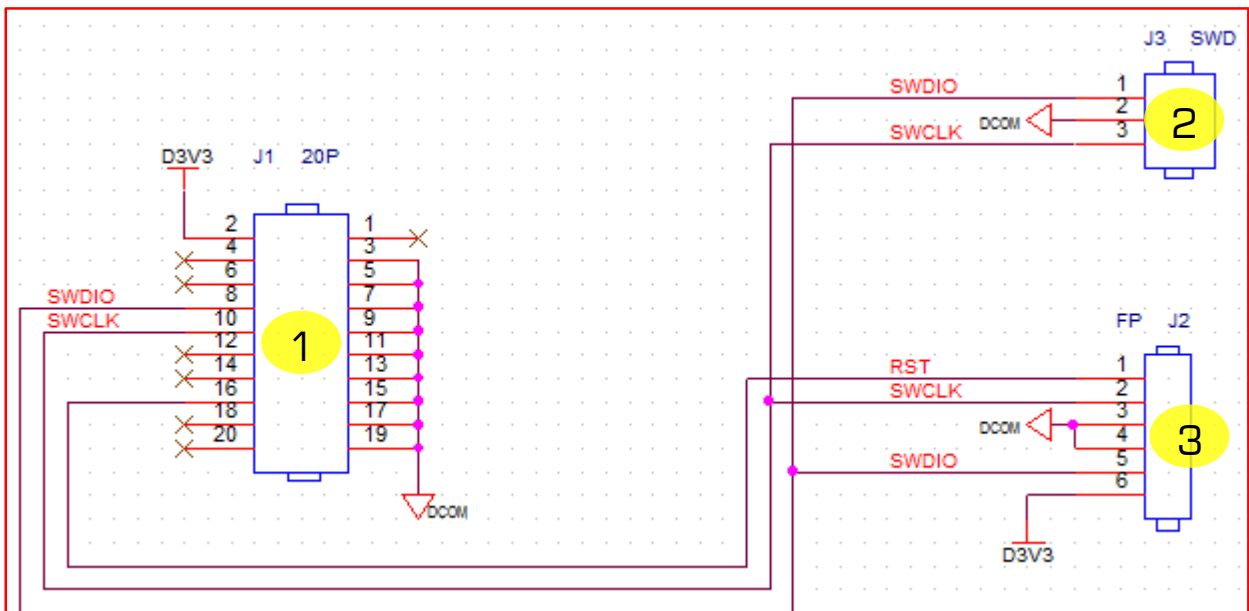 J3 SWD
SWDIO 1
DCOM 2
SWCLK 3
2
D3V3 J1 20P
2 1
4 3
6 5
SWDIO 8 7
SWCLK 10 9
12 11
1
14 13
16 15
18 17
20 19
DCOM
FP J2
RST 1
SWCLK 2
3
DCOM 4
3
SWDIO 5
6
D3V3